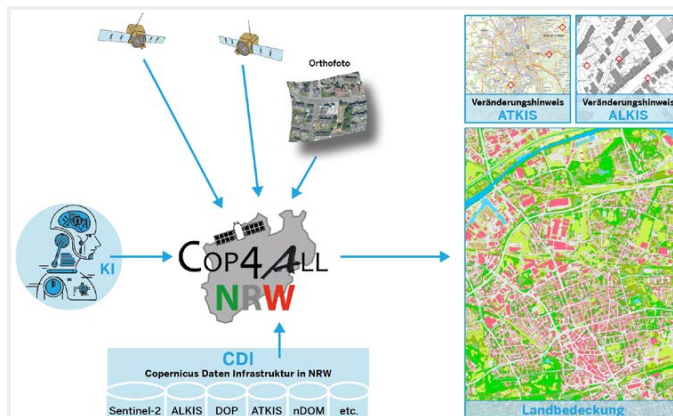 Orthofoto
Veränderungshinweis
ATKIS
Veränderungshinweis
ALKIS
KI
COP4ALL
NRW
CDI
Copernicus Daten Infrastruktur in NRW
Sentinel-2 ALKIS DOP ATKIS nDOM etc.
Landbedeckung